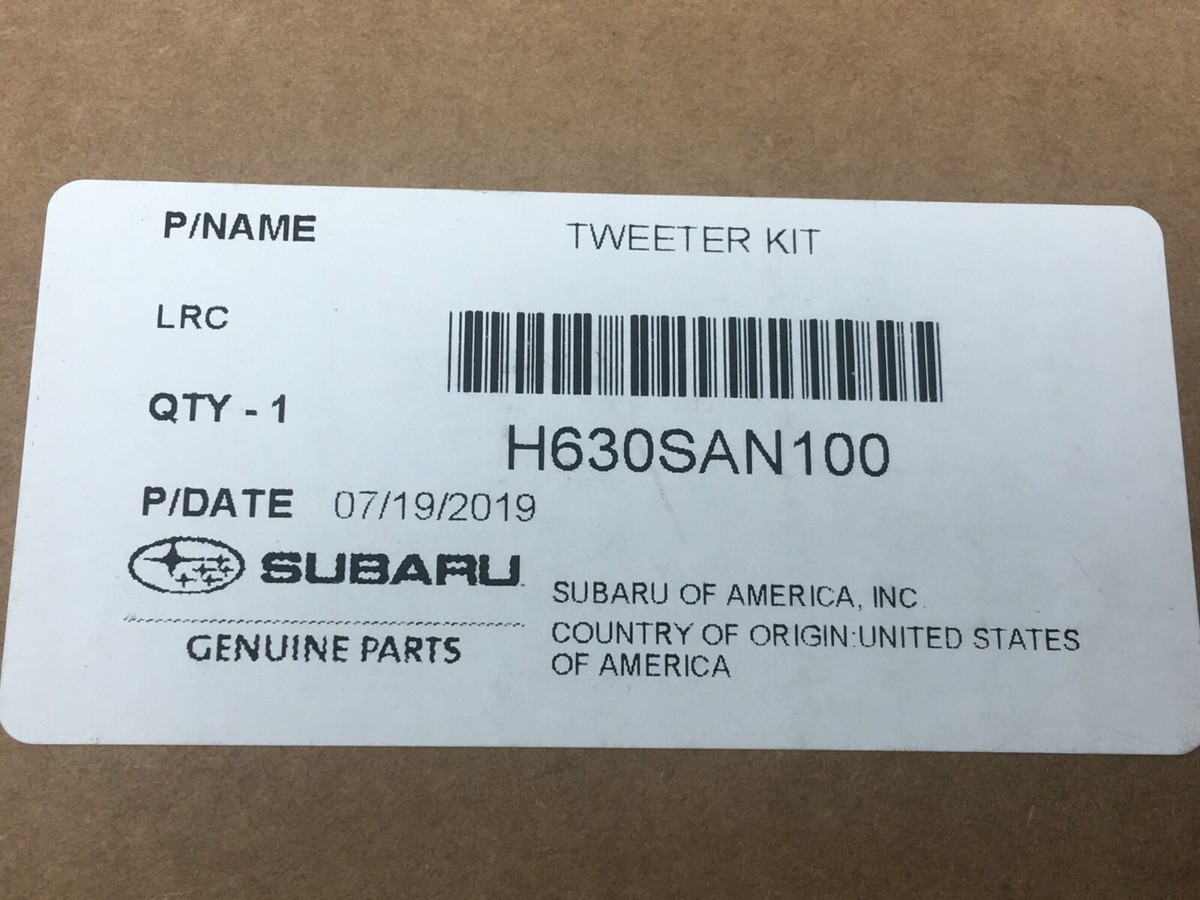 P/NAME TWEETER KIT
LRC
QTY - 1
H630SAN100
P/DATE 07/19/2019
SUBARU
GENUINE PARTS
SUBARU OF AMERICA, INC.
COUNTRY OF ORIGIN:UNITED STATES
OF AMERICA